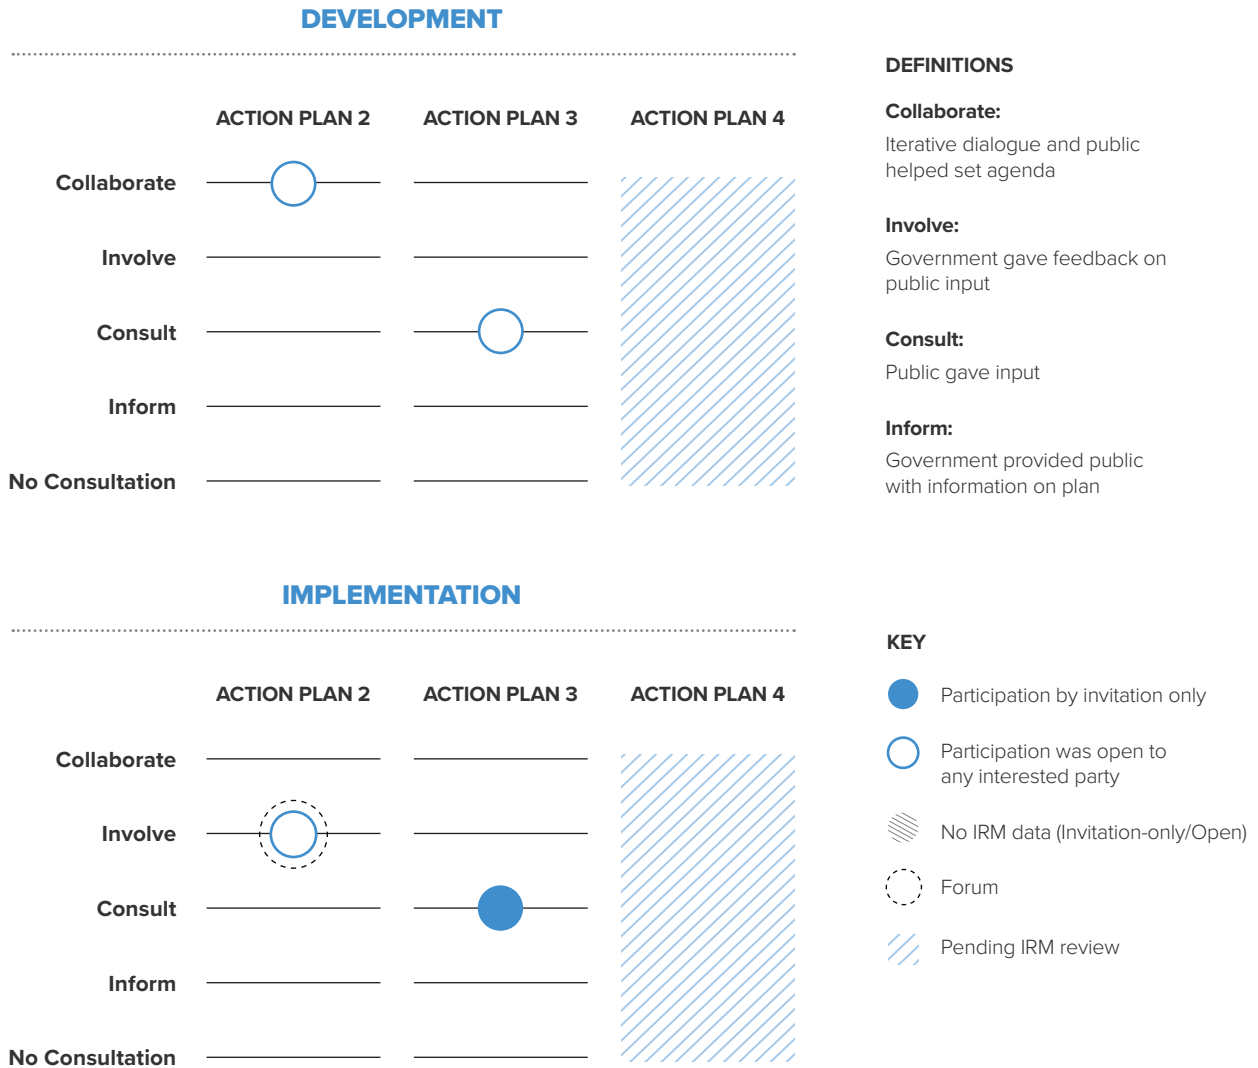 DEVELOPMENT
ACTION PLAN 2
ACTION PLAN 3
ACTION PLAN 4
Collaborate
Involve
Consult
Inform
No Consultation
DEFINITIONS
Collaborate:
Iterative dialogue and public
helped set agenda
Involve:
Government gave feedback on
public input
Consult:
Public gave input
Inform:
Government provided public
with information on plan
IMPLEMENTATION
ACTION PLAN 2
ACTION PLAN 3
ACTION PLAN 4
Collaborate
Involve
Consult
Inform
No Consultation
KEY
Participation by invitation only
Participation was open to
any interested party
No IRM data (Invitation-only/Open)
Forum
Pending IRM review